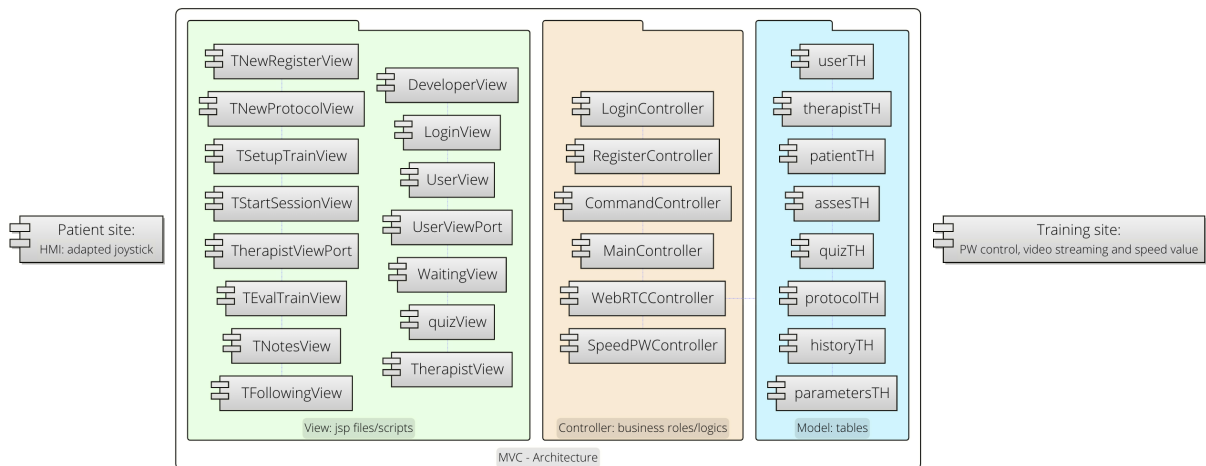 Patient site:
HMI: adapted joystick
TNewRegisterView
TNewProtocolView
TSetupTrainView
TStartSessionView
TherapistViewPort
TEvalTrainView
TNotesView
TFollowingView
DeveloperView
LoginView
UserView
UserViewPort
WaitingView
quizView
TherapistView
View: jsp files/scripts
LoginController
RegisterController
CommandController
MainController
WebRTCController
SpeedPWController
Controller: business roles/logics
userTH
therapistTH
patientTH
assesTH
quizTH
protocolTH
historyTH
parametersTH
Model: tables
MVC - Architecture
Training site:
PW control, video streaming and speed value